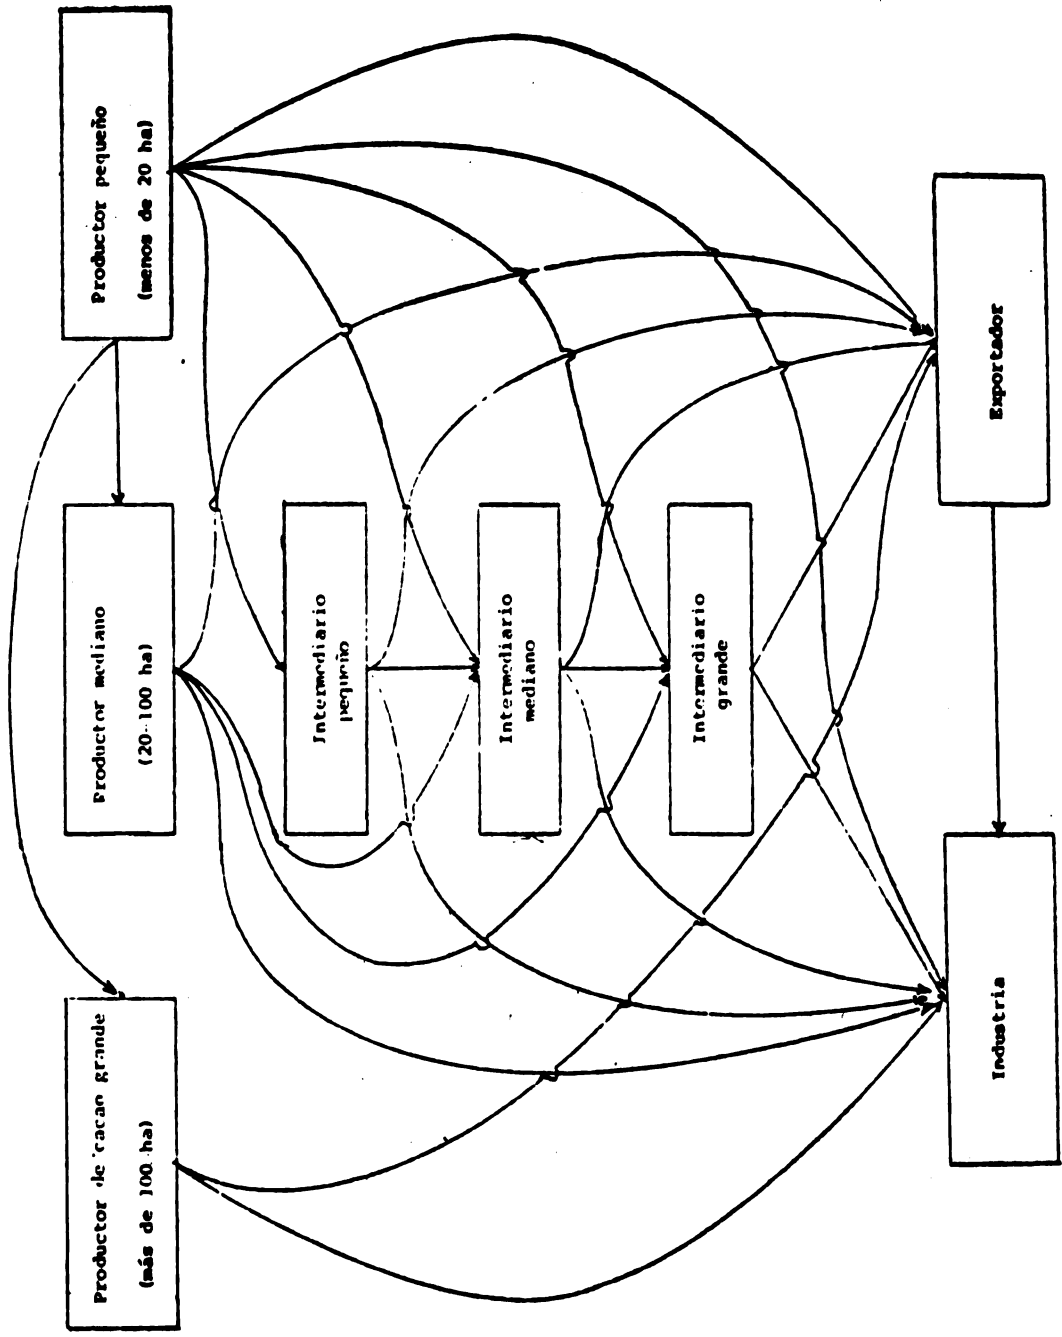 Productor de cacao grande
(más de 100 ha)
Productor mediano
(20-100 ha)
Productor pequeño
(menos de 20 ha)
Intermediario
pequeño
Intermediario
mediano
Intermediario
grande
Industria
Exportador